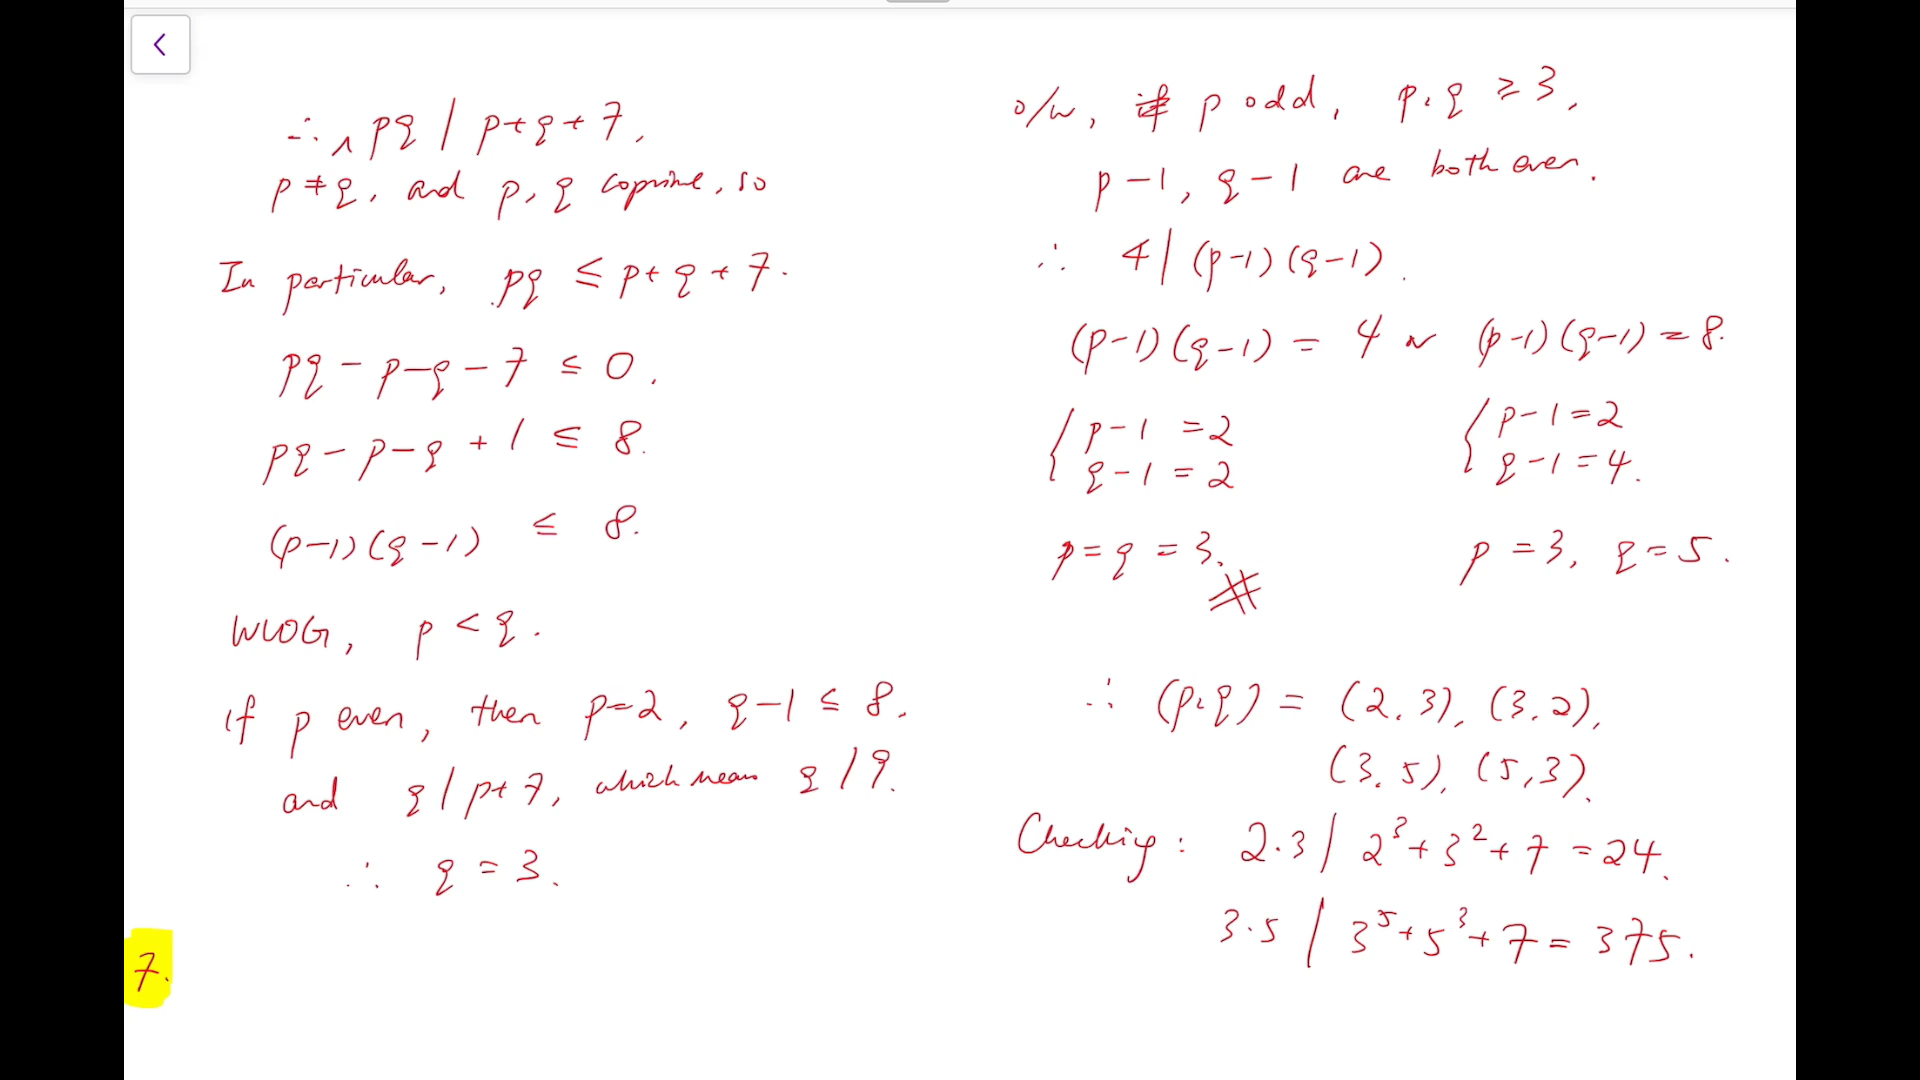 ∴ ∧ pq | p+q+7,
p ≠ q, and p, q coprime, so
In particular, pq ≤ p+q+7.
pq - p - q - 7 ≤ 0.
pq - p - q + 1 ≤ 8.
(p-1)(q-1) ≤ 8.
WLOG, p < q.
if p even, then p=2, q-1 ≤ 8.
and q | p+7, which means q | 9.
∴ q = 3.
7.
o/w, if p odd, p, q ≥ 3,
p-1, q-1 are both even.
∴ 4 | (p-1)(q-1).
(p-1)(q-1) = 4 or (p-1)(q-1) = 8.
{ p-1 = 2 { p-1 = 2
q-1 = 2 q-1 = 4.
p = q = 3. # p = 3, q = 5.
∴ (p,q) = (2,3), (3,2),
(3,5), (5,3).
Checking: 2·3 | 2³+3²+7 = 24.
3·5 | 3⁵+5³+7 = 375.